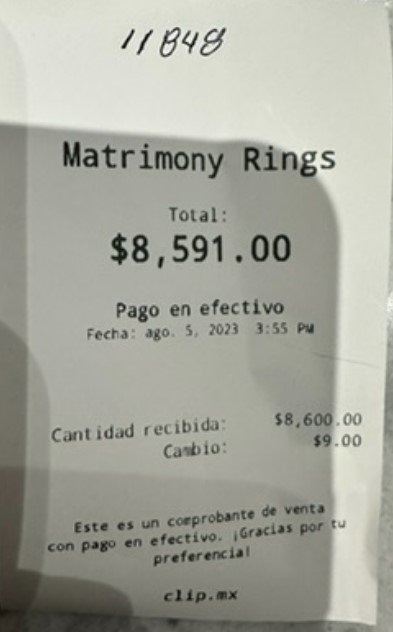 11848
Matrimony Rings
Total:
$8,591.00
Pago en efectivo
Fecha: ago. 5, 2023 3:55 PM
Cantidad recibida: $8,600.00
Cambio: $9.00
Este es un comprobante de venta
con pago en efectivo. ¡Gracias por tu
preferencia!
clip.mx